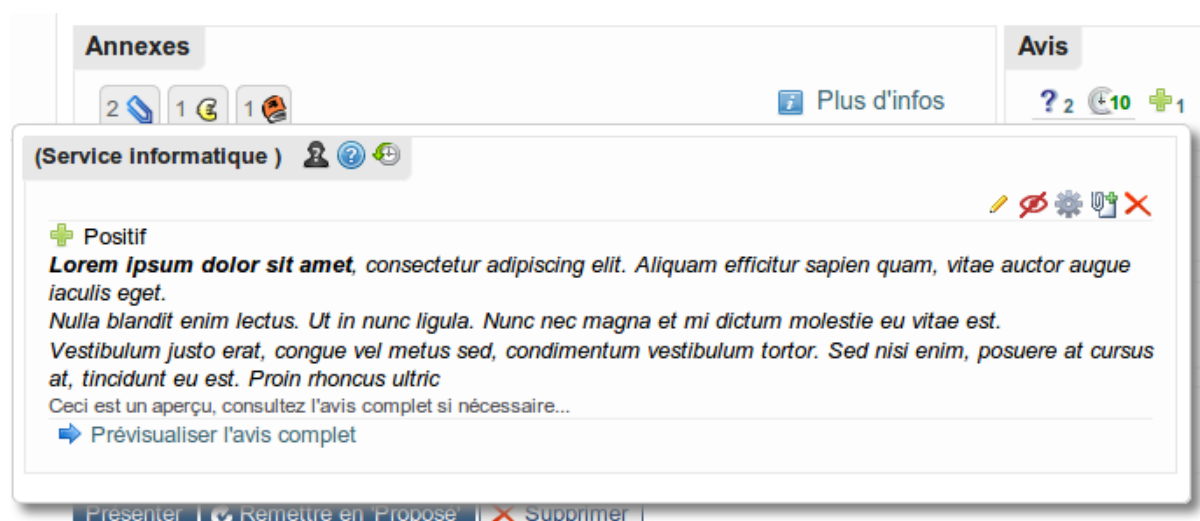 Annexes
Avis
2 1 1
Plus d'infos
? 2 10 1
(Service informatique )
Positif
Lorem ipsum dolor sit amet, consectetur adipiscing elit. Aliquam efficitur sapien quam, vitae auctor augue
iaculis eget.
Nulla blandit enim lectus. Ut in nunc ligula. Nunc nec magna et mi dictum molestie eu vitae est.
Vestibulum justo erat, congue vel metus sed, condimentum vestibulum tortor. Sed nisi enim, posuere at cursus
at, tincidunt eu est. Proin rhoncus ultric
Ceci est un aperçu, consultez l'avis complet si nécessaire...
Prévisualiser l'avis complet
Présenter Remettre en 'Proposé' Supprimer